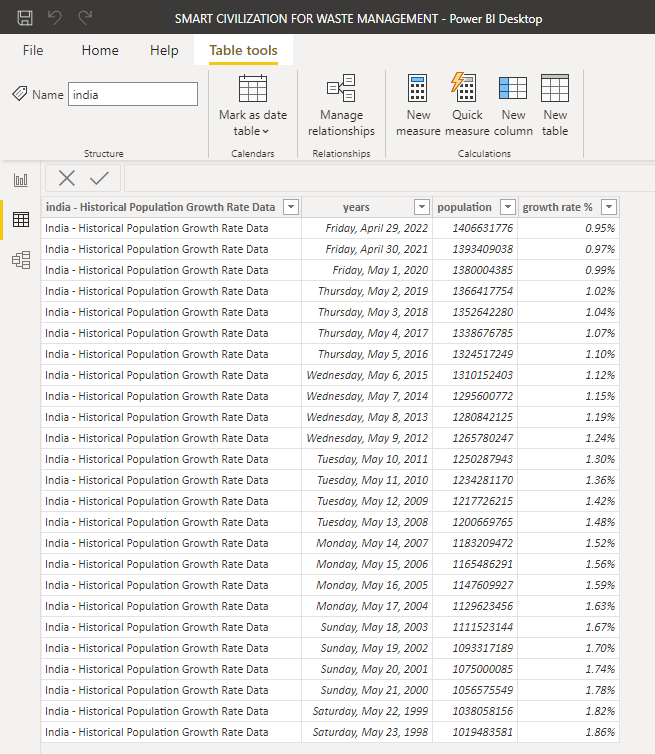 SMART CIVILIZATION FOR WASTE MANAGEMENT - Power BI Desktop
File Home Help Table tools
Name india
Mark as date table
Manage relationships
New measure
Quick measure
New column
New table
Structure Calendars Relationships Calculations
india - Historical Population Growth Rate Data years population growth rate %
India - Historical Population Growth Rate Data Friday, April 29, 2022 1406631776 0.95%
India - Historical Population Growth Rate Data Friday, April 30, 2021 1393409038 0.97%
India - Historical Population Growth Rate Data Friday, May 1, 2020 1380004385 0.99%
India - Historical Population Growth Rate Data Thursday, May 2, 2019 1366417754 1.02%
India - Historical Population Growth Rate Data Thursday, May 3, 2018 1352642280 1.04%
India - Historical Population Growth Rate Data Thursday, May 4, 2017 1338676785 1.07%
India - Historical Population Growth Rate Data Thursday, May 5, 2016 1324517249 1.10%
India - Historical Population Growth Rate Data Wednesday, May 6, 2015 1310152403 1.12%
India - Historical Population Growth Rate Data Wednesday, May 7, 2014 1295600772 1.15%
India - Historical Population Growth Rate Data Wednesday, May 8, 2013 1280842125 1.19%
India - Historical Population Growth Rate Data Wednesday, May 9, 2012 1265780247 1.24%
India - Historical Population Growth Rate Data Tuesday, May 10, 2011 1250287943 1.30%
India - Historical Population Growth Rate Data Tuesday, May 11, 2010 1234281170 1.36%
India - Historical Population Growth Rate Data Tuesday, May 12, 2009 1217726215 1.42%
India - Historical Population Growth Rate Data Tuesday, May 13, 2008 1200669765 1.48%
India - Historical Population Growth Rate Data Monday, May 14, 2007 1183209472 1.52%
India - Historical Population Growth Rate Data Monday, May 15, 2006 1165486291 1.56%
India - Historical Population Growth Rate Data Monday, May 16, 2005 1147609927 1.59%
India - Historical Population Growth Rate Data Monday, May 17, 2004 1129623456 1.63%
India - Historical Population Growth Rate Data Sunday, May 18, 2003 1111523144 1.67%
India - Historical Population Growth Rate Data Sunday, May 19, 2002 1093317189 1.70%
India - Historical Population Growth Rate Data Sunday, May 20, 2001 1075000085 1.74%
India - Historical Population Growth Rate Data Sunday, May 21, 2000 1056575549 1.78%
India - Historical Population Growth Rate Data Saturday, May 22, 1999 1038058156 1.82%
India - Historical Population Growth Rate Data Saturday, May 23, 1998 1019483581 1.86%